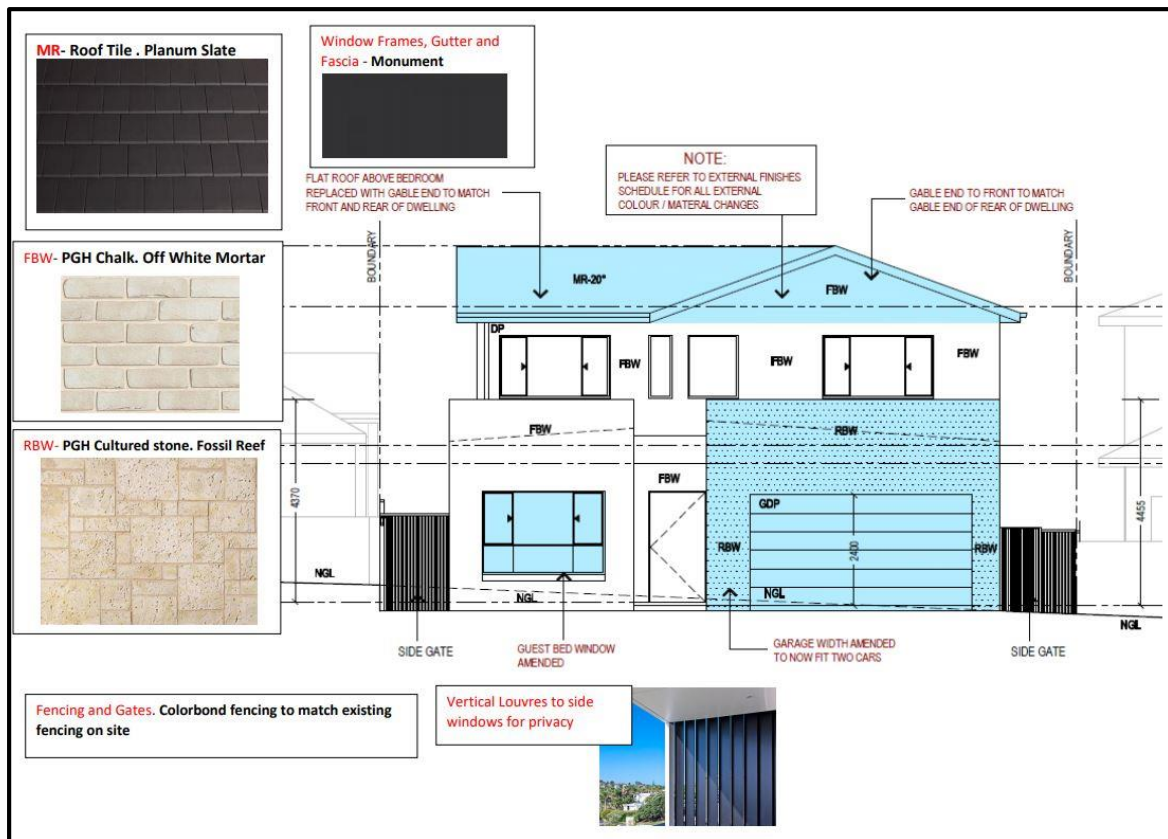 MR- Roof Tile . Planum Slate
Window Frames, Gutter and
Fascia - Monument
FLAT ROOF ABOVE BEDROOM
REPLACED WITH GABLE END TO MATCH
FRONT AND REAR OF DWELLING
NOTE:
PLEASE REFER TO EXTERNAL FINISHES
SCHEDULE FOR ALL EXTERNAL
COLOUR / MATERAL CHANGES
GABLE END TO FRONT TO MATCH
GABLE END OF REAR OF DWELLING
BOUNDARY
BOUNDARY
FBW- PGH Chalk. Off White Mortar
MR-20°
FBW
DP
FBW
FBW
FBW
RBW- PGH Cultured stone. Fossil Reef
FBW
RBW
FBW
4370
GDP
2400
4455
RBW
RBW
NGL
NGL
NGL
NGL
SIDE GATE
GUEST BED WINDOW
AMENDED
GARAGE WIDTH AMENDED
TO NOW FIT TWO CARS
SIDE GATE
Fencing and Gates. Colorbond fencing to match existing
fencing on site
Vertical Louvres to side
windows for privacy